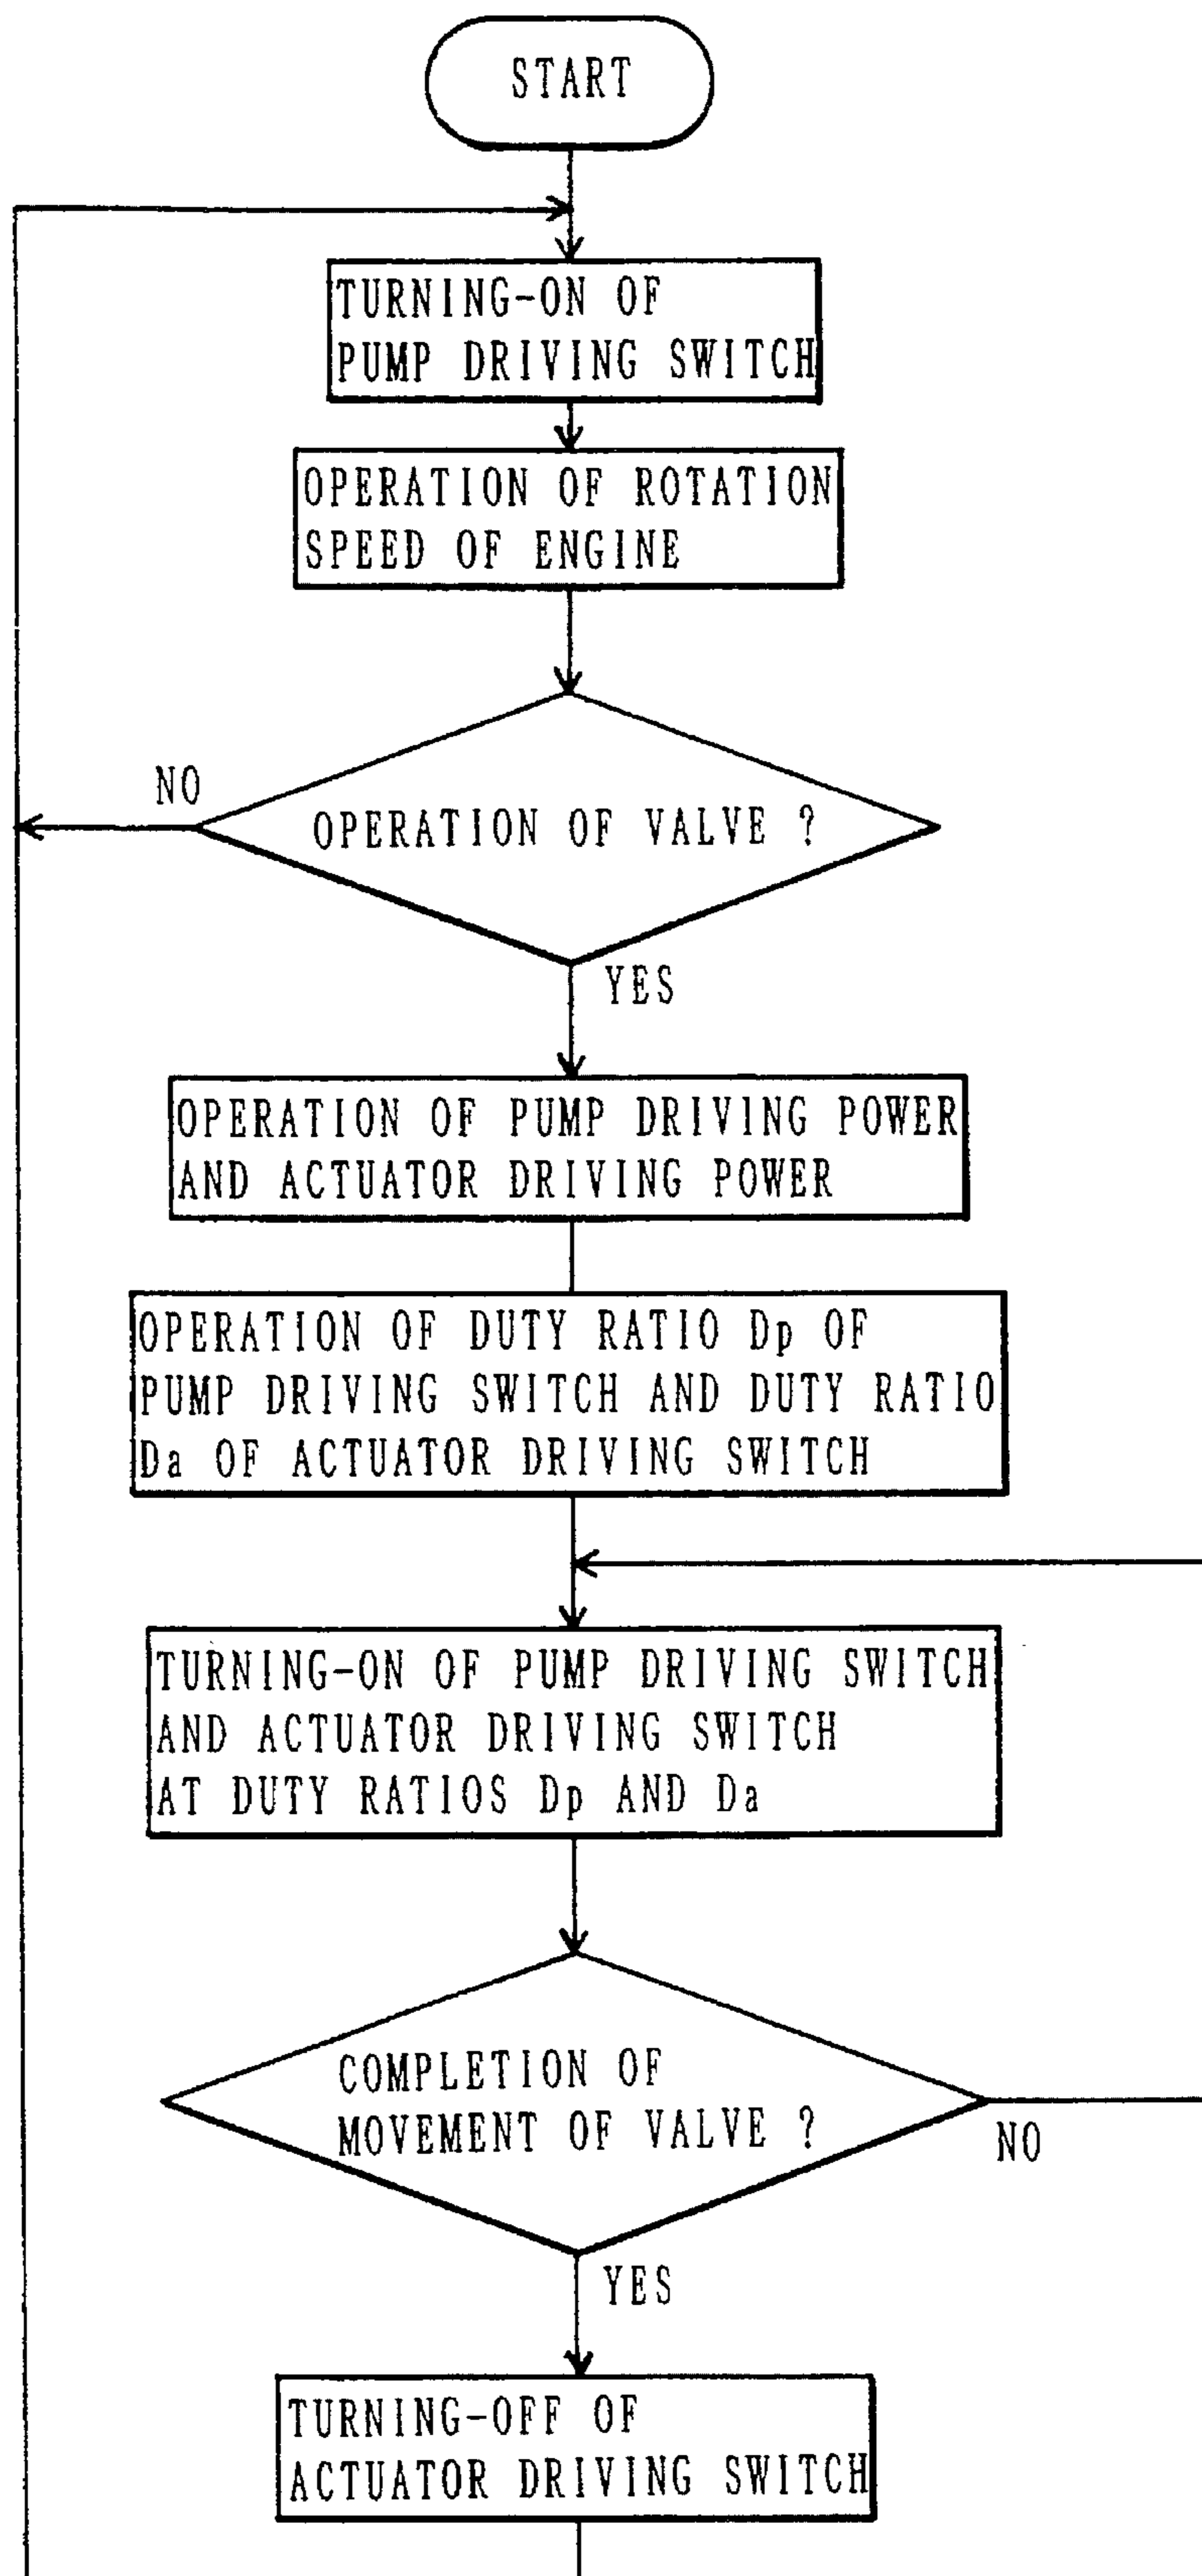 START
TURNING-ON OF
PUMP DRIVING SWITCH
OPERATION OF ROTATION
SPEED OF ENGINE
NO
OPERATION OF VALVE ?
YES
OPERATION OF PUMP DRIVING POWER
AND ACTUATOR DRIVING POWER
OPERATION OF DUTY RATIO Dp OF
PUMP DRIVING SWITCH AND DUTY RATIO
Da OF ACTUATOR DRIVING SWITCH
TURNING-ON OF PUMP DRIVING SWITCH
AND ACTUATOR DRIVING SWITCH
AT DUTY RATIOS Dp AND Da
COMPLETION OF
MOVEMENT OF VALVE ?
NO
YES
TURNING-OFF OF
ACTUATOR DRIVING SWITCH